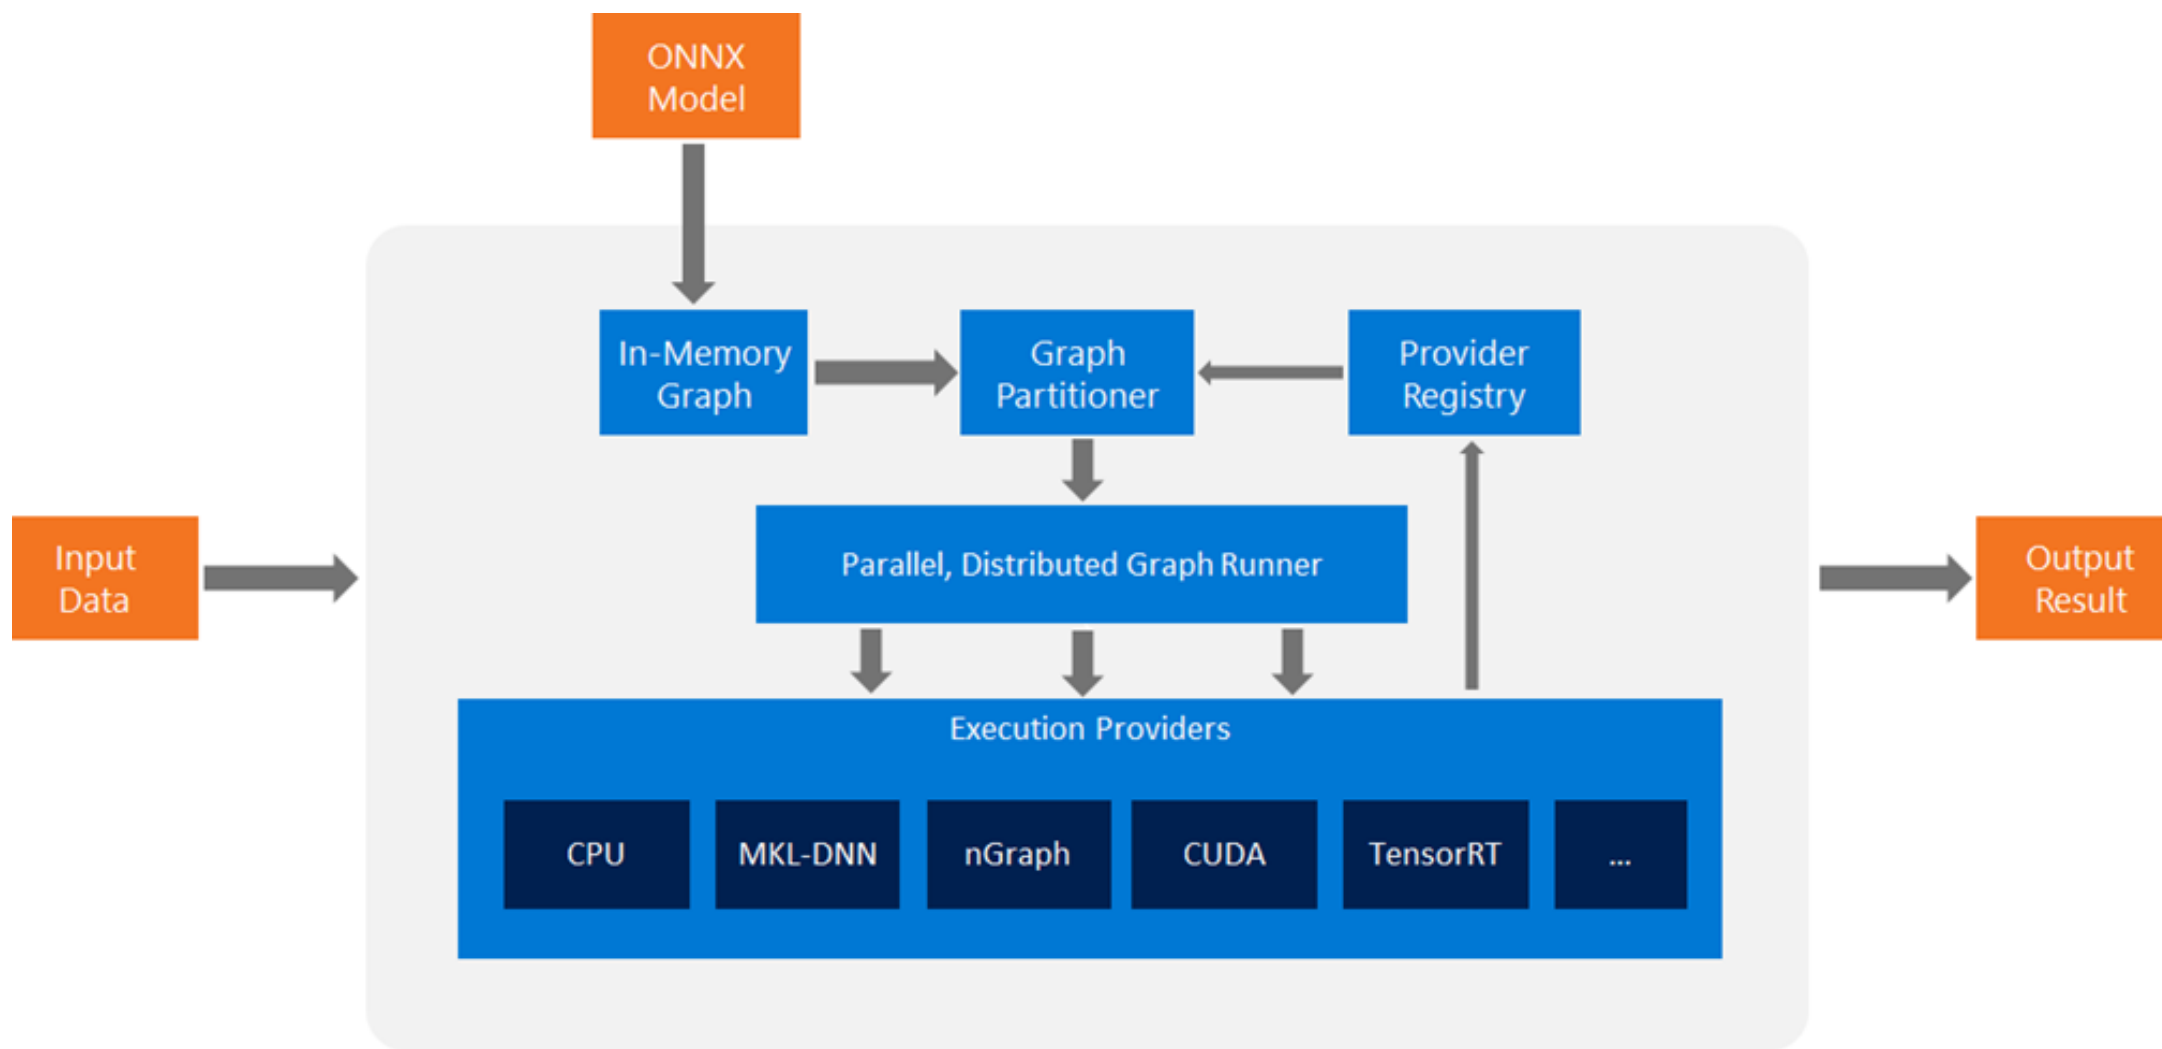 ONNX
Model
In-Memory
Graph
Graph
Partitioner
Provider
Registry
Input
Data
Parallel, Distributed Graph Runner
Output
Result
Execution Providers
CPU
MKL-DNN
nGraph
CUDA
TensorRT
...